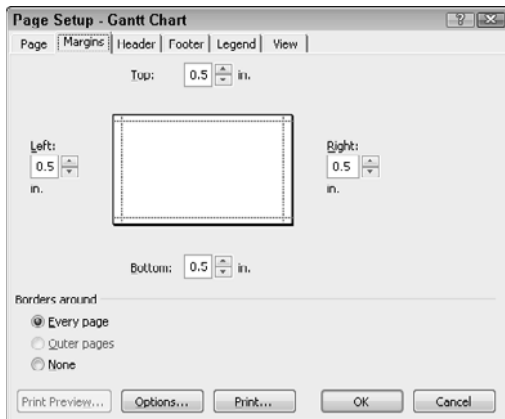 Page Setup - Gantt Chart
Page Margins Header Footer Legend View
Top: 0.5 in.
Left:
0.5
in.
Right:
0.5
in.
Bottom: 0.5 in.
Borders around
Every page
Outer pages
None
Print Preview... Options... Print... OK Cancel